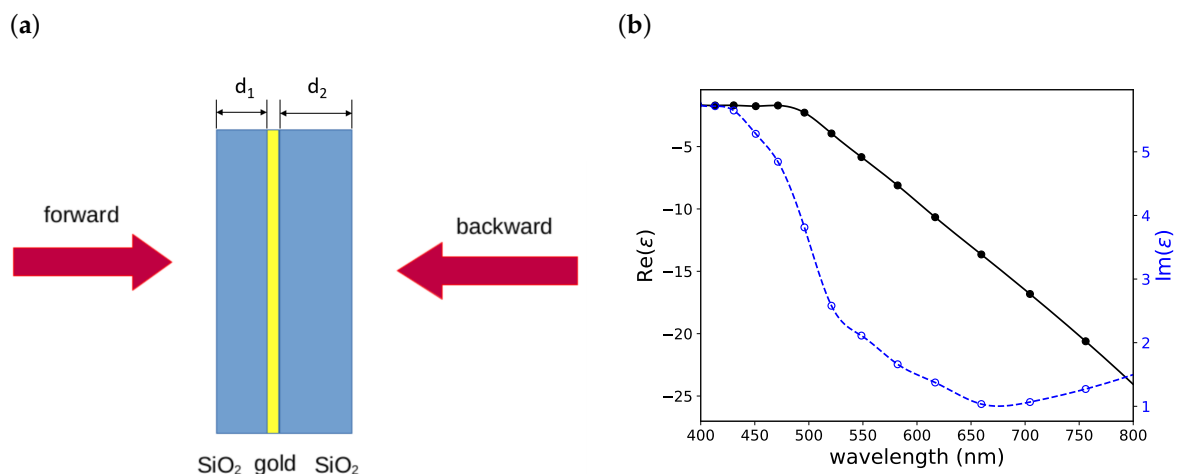 (a)
d₁ d₂
forward
backward
SiO₂ gold SiO₂
(b)
Re(ε)
−5
−10
−15
−20
−25
5
4
3
2
1
Im(ε)
400 450 500 550 600 650 700 750 800
wavelength (nm)